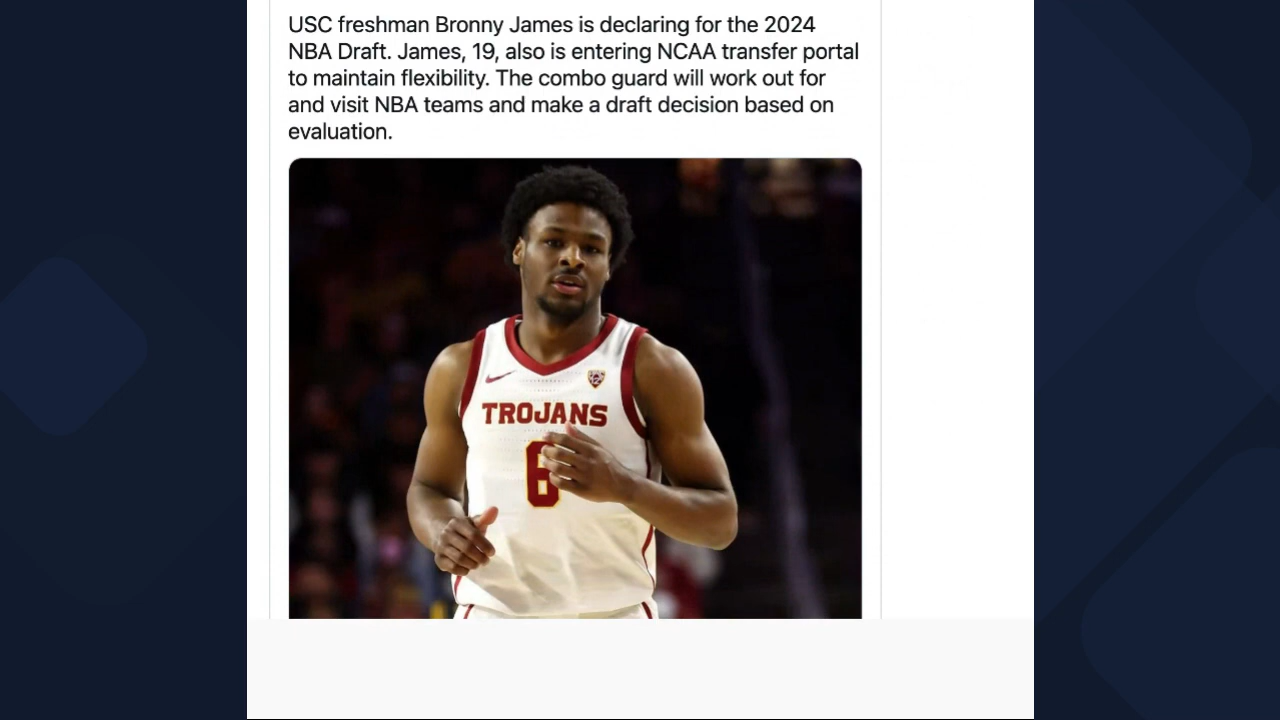 USC freshman Bronny James is declaring for the 2024
NBA Draft. James, 19, also is entering NCAA transfer portal
to maintain flexibility. The combo guard will work out for
and visit NBA teams and make a draft decision based on
evaluation.
TROJANS
6